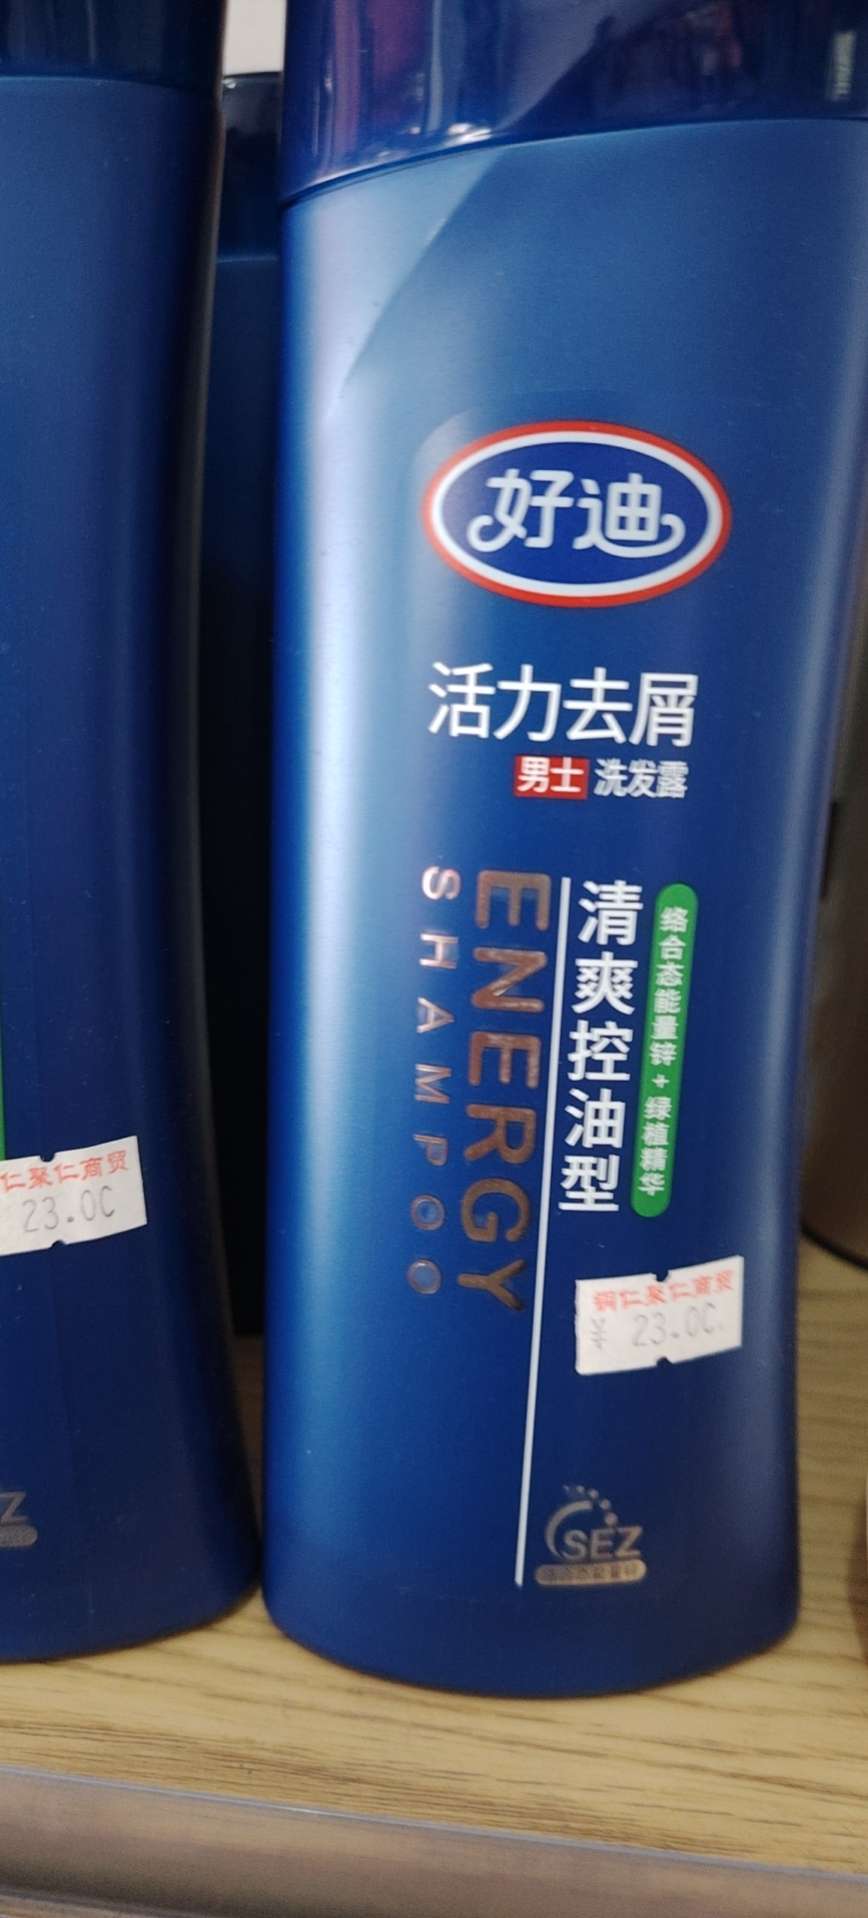 好迪
活力去屑
男士 洗发露
络合态能量锌+绿植精华
清爽控油型
ENERGY
SHAMPOO
仁聚仁商贸
23.0C
铜仁聚仁商贸
¥ 23.0C
SEZ
Z